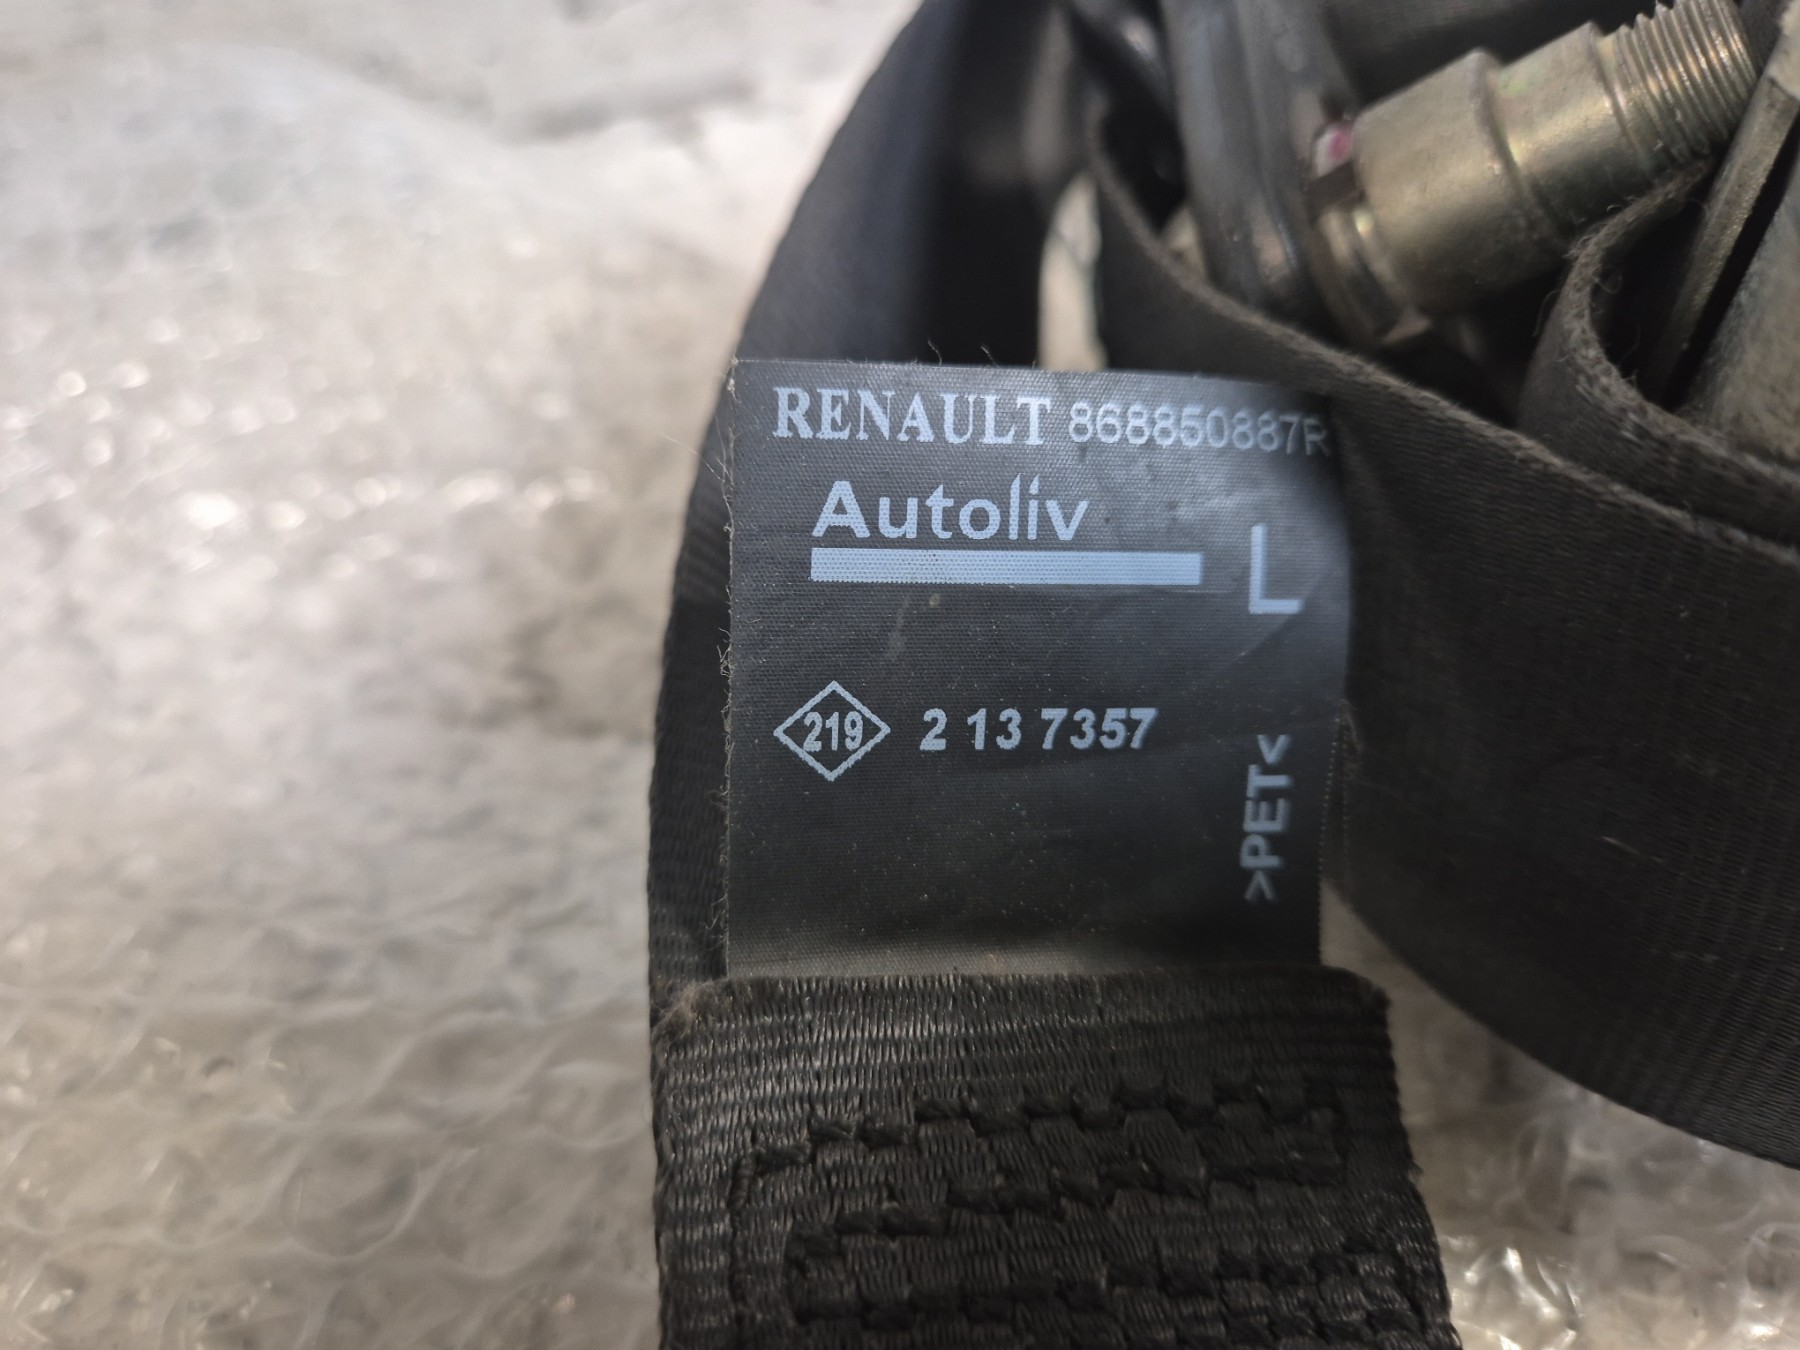 RENAULT 868850887R
Autoliv
L
219 2 13 7357
>PET<